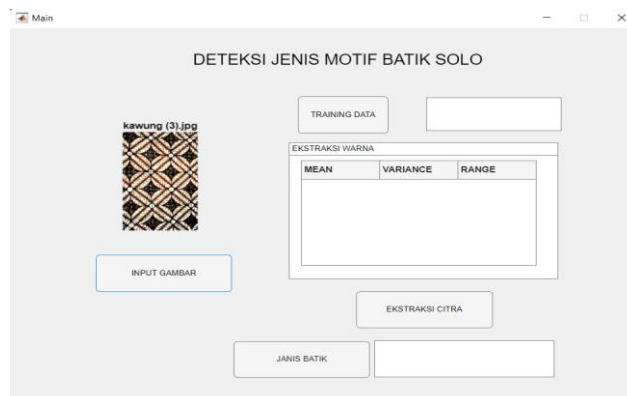 Main
DETEKSI JENIS MOTIF BATIK SOLO
TRAINING DATA
kawung (3).jpg
EKSTRAKSI WARNA
MEAN VARIANCE RANGE
INPUT GAMBAR
EKSTRAKSI CITRA
JANIS BATIK